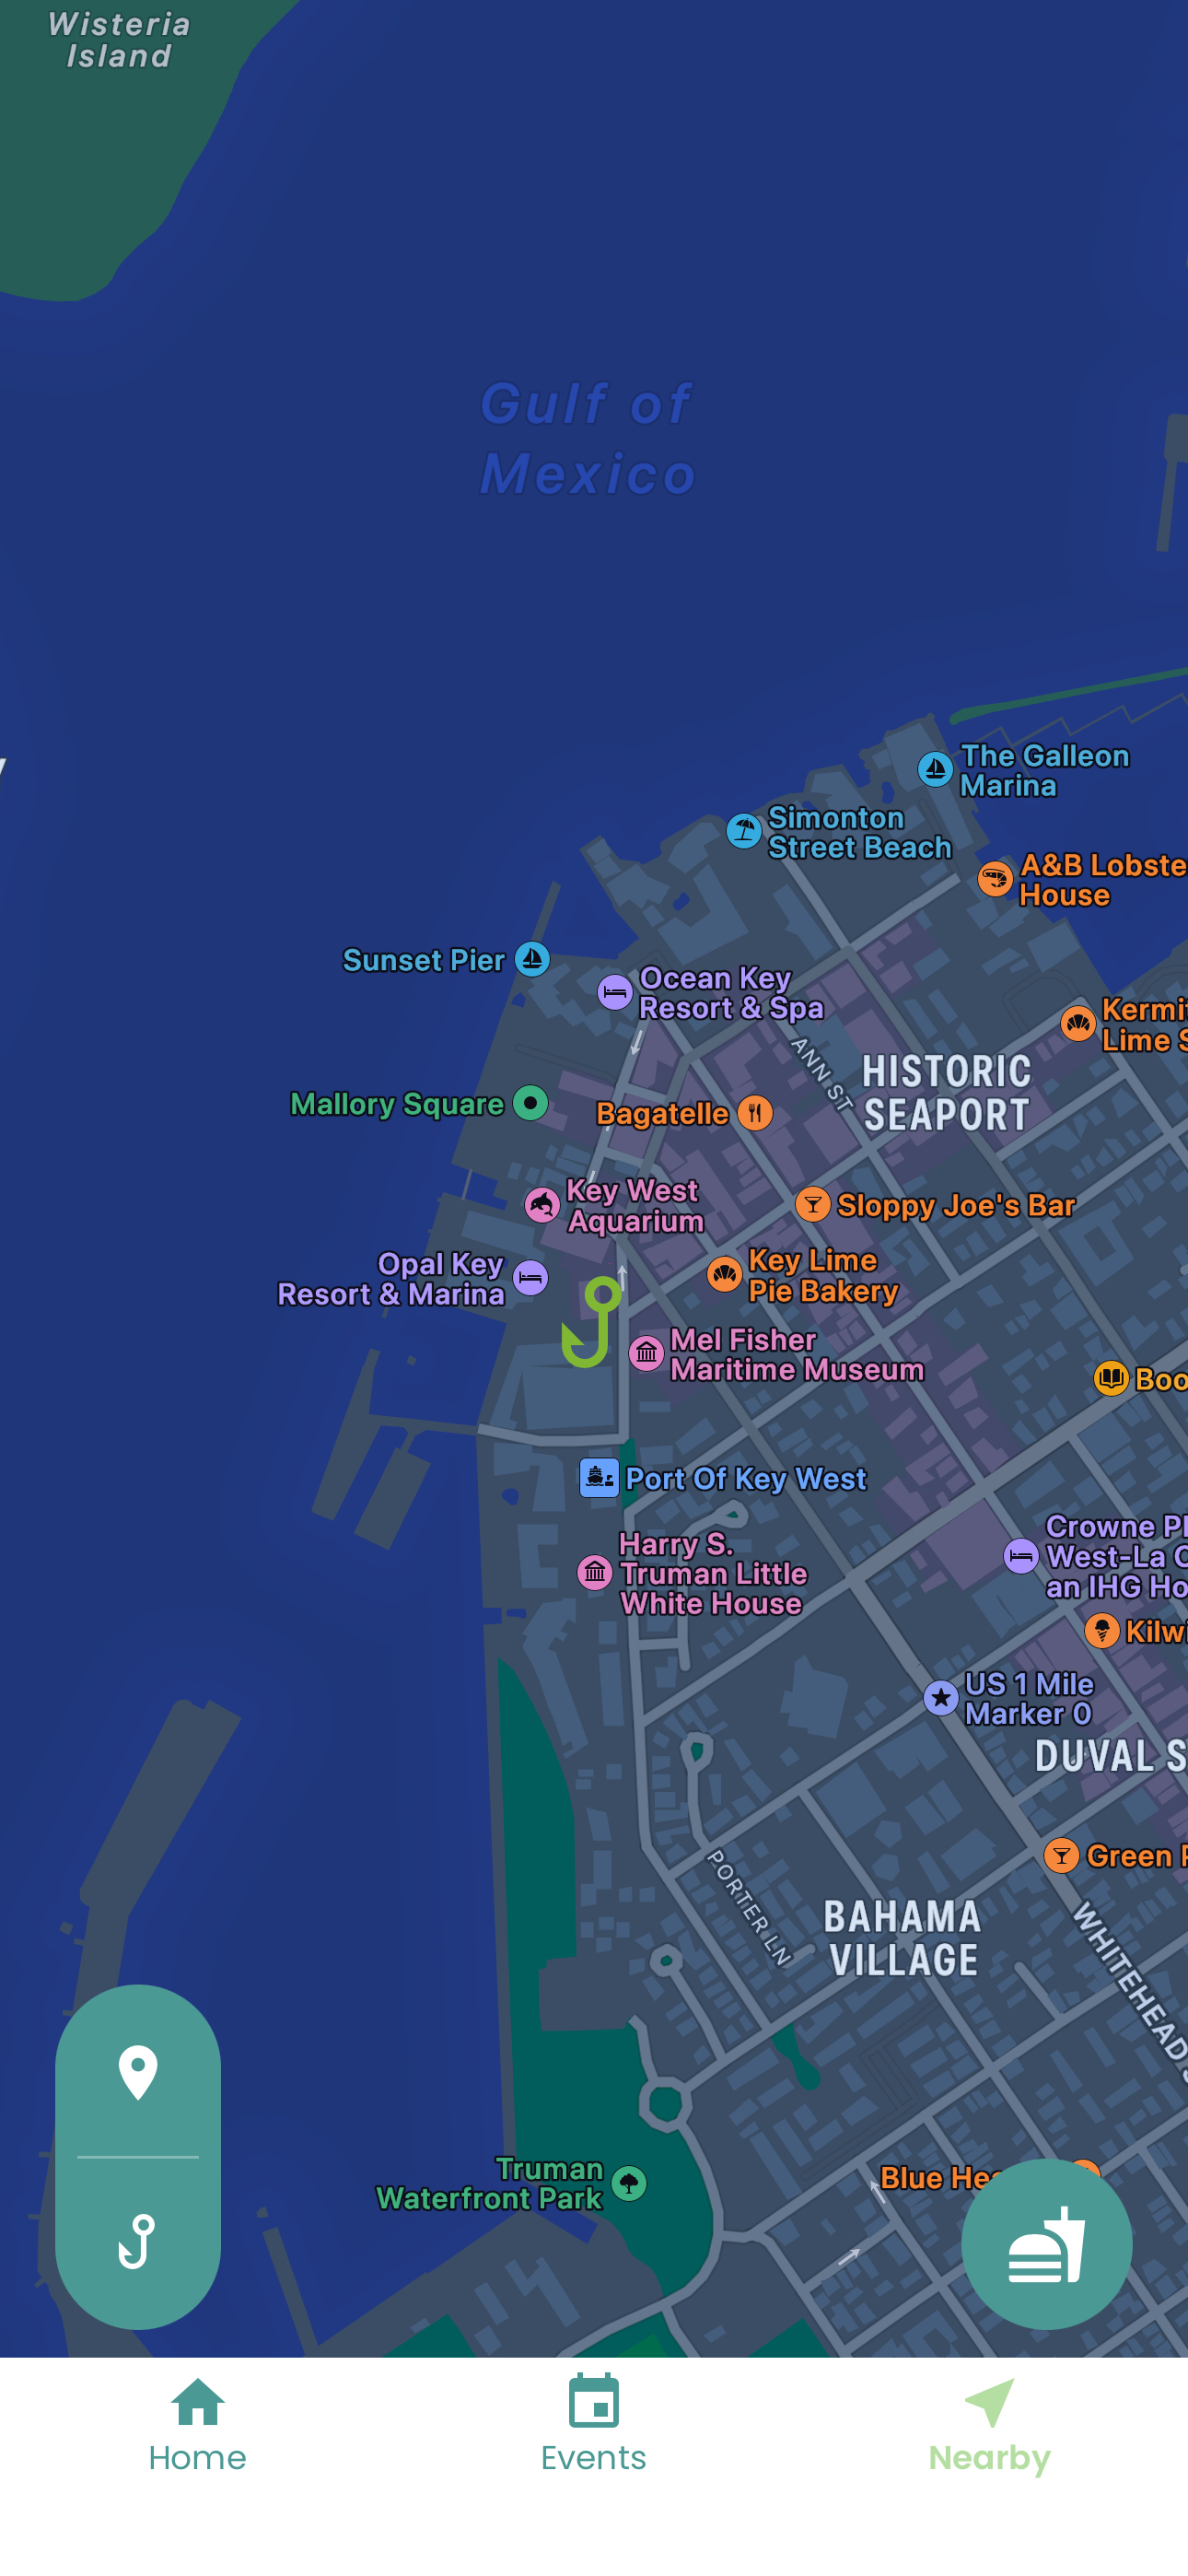 Wisteria
Island
Gulf of
Mexico
The Galleon
Marina
Simonton
Street Beach
A&B Lobste
House
Sunset Pier
Ocean Key
Resort & Spa
Kermi
Lime S
ANN ST
HISTORIC
SEAPORT
Mallory Square
Bagatelle
Key West
Aquarium
Sloppy Joe's Bar
Opal Key
Resort & Marina
Key Lime
Pie Bakery
Mel Fisher
Maritime Museum
Boo
Port Of Key West
Harry S.
Truman Little
White House
Crowne Pl
West-La C
an IHG Ho
Kilwi
US 1 Mile
Marker 0
DUVAL S
Green P
PORTER LN
BAHAMA
VILLAGE
WHITEHEAD S
Truman
Waterfront Park
Blue Hea
Home
Events
Nearby